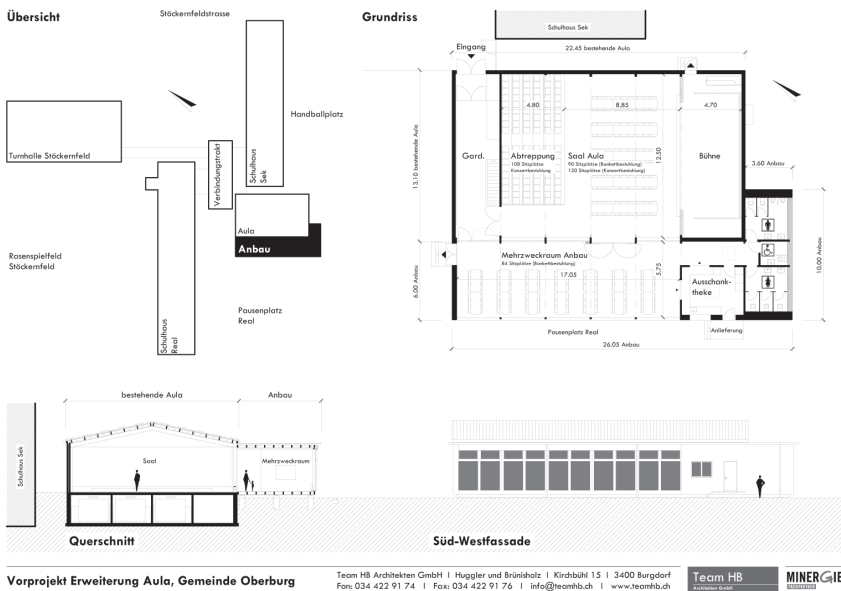 Übersicht
Stöckernfeldstrasse
Handballplatz
Turnhalle Stöckernfeld
Verbindungstrakt
Schulhaus
Sek
Aula
Anbau
Rasenspielfeld
Stöckernfeld
Schulhaus
Real
Pausenplatz
Real
Grundriss
Schulhaus Sek
Eingang
22.45 bestehende Aula
13.10 bestehende Aula
4.80
8.85
4.70
Gard.
Abtreppung
108 Sitzplätze
Konzertbestuhlung
Saal Aula
90 Sitzplätze (Bankettbestuhlung)
120 Sitzplätze (Konzertbestuhlung)
12.50
Bühne
3.60 Anbau
Mehrzweckraum Anbau
84 Sitzplätze (Bankettbestuhlung)
17.05
5.75
6.00 Anbau
10.00 Anbau
Ausschank-
theke
Pausenplatz Real
Anlieferung
26.05 Anbau
bestehende Aula
Anbau
Schulhaus Sek
Saal
Mehrzweckraum
Querschnitt
Süd-Westfassade
Vorprojekt Erweiterung Aula, Gemeinde Oberburg
Team HB Architekten GmbH I Huggler und Brünisholz I Kirchbühl 15 I 3400 Burgdorf
Fon: 034 422 91 74 I Fax: 034 422 91 76 I info@teamhb.ch I www.teamhb.ch
Team HB
Architekten GmbH
MINERGIE